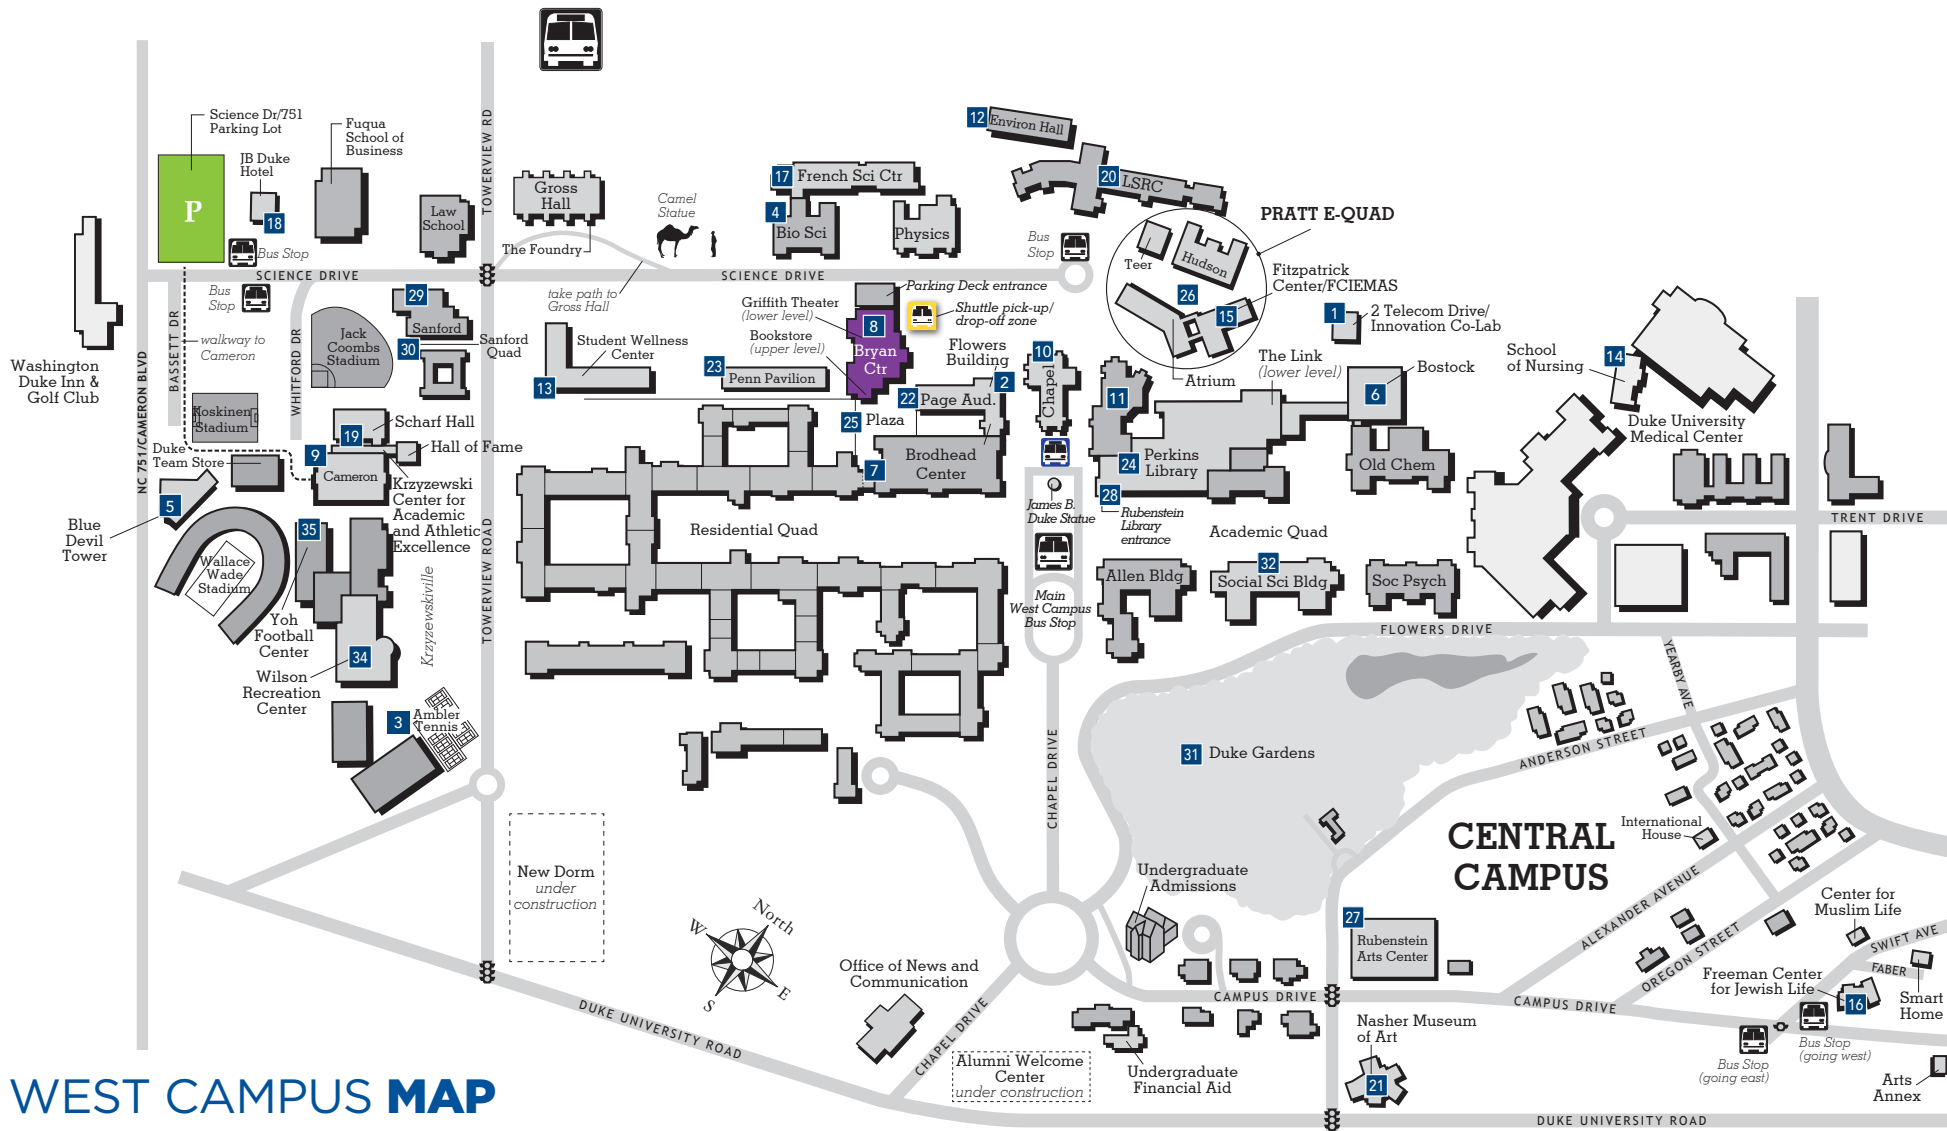 Science Dr/751
Parking Lot
P
JB Duke
Hotel
18
Bus Stop
Fuqua
School of
Business
Law
School
TOWERVIEW RD
Gross
Hall
The Foundry
Camel
Statue
take path to
Gross Hall
17
French Sci Ctr
4
Bio Sci
Physics
12
Environ Hall
20
LSRC
PRATT E-QUAD
Bus
Stop
Teer
Hudson
Fitzpatrick
Center/FCIEMAS
26
15
Atrium
1
2 Telecom Drive/
Innovation Co-Lab
SCIENCE DRIVE
SCIENCE DRIVE
Bus
Stop
BASSETT DR
walkway to
Cameron
WHITFORD DR
NC 751/CAMERON BLVD
Washington
Duke Inn &
Golf Club
Jack
Coombs
Stadium
29
Sanford
30
Sanford
Quad
13
Student Wellness
Center
23
Penn Pavilion
Griffith Theater
(lower level)
Bookstore
(upper level)
Parking Deck entrance
8
Bryan
Ctr
Shuttle pick-up/
drop-off zone
Flowers
Building
2
22
Page Aud.
25
Plaza
7
Brodhead
Center
10
Chapel
11
24
Perkins
Library
28
Rubenstein
Library
entrance
The Link
(lower level)
6
Bostock
Old Chem
School
of Nursing
14
Duke University
Medical Center
TRENT DRIVE
Koskinen
Stadium
Scharf Hall
19
Hall of Fame
9
Cameron
Duke
Team Store
Krzyzewski
Center for
Academic
and Athletic
Excellence
5
Blue
Devil
Tower
Wallace
Wade
Stadium
35
Yoh
Football
Center
34
Wilson
Recreation
Center
Krzyzewskiville
TOWERVIEW ROAD
3
Ambler
Tennis
Residential Quad
James B.
Duke Statue
Main
West Campus
Bus Stop
Academic Quad
Allen Bldg
32
Social Sci Bldg
Soc Psych
FLOWERS DRIVE
YEARBY AVE
ANDERSON STREET
31
Duke Gardens
CHAPEL DRIVE
CENTRAL
CAMPUS
International
House
ALEXANDER AVENUE
OREGON STREET
New Dorm
under
construction
North
W
S
E
Undergraduate
Admissions
27
Rubenstein
Arts Center
Center for
Muslim Life
SWIFT AVE
FABER
Smart
Home
Freeman Center
for Jewish Life
16
Office of News and
Communication
DUKE UNIVERSITY ROAD
CHAPEL DRIVE
CAMPUS DRIVE
CAMPUS DRIVE
Alumni Welcome
Center
under construction
Undergraduate
Financial Aid
Nasher Museum
of Art
21
Bus Stop
(going east)
Bus Stop
(going west)
Arts
Annex
DUKE UNIVERSITY ROAD
WEST CAMPUS MAP